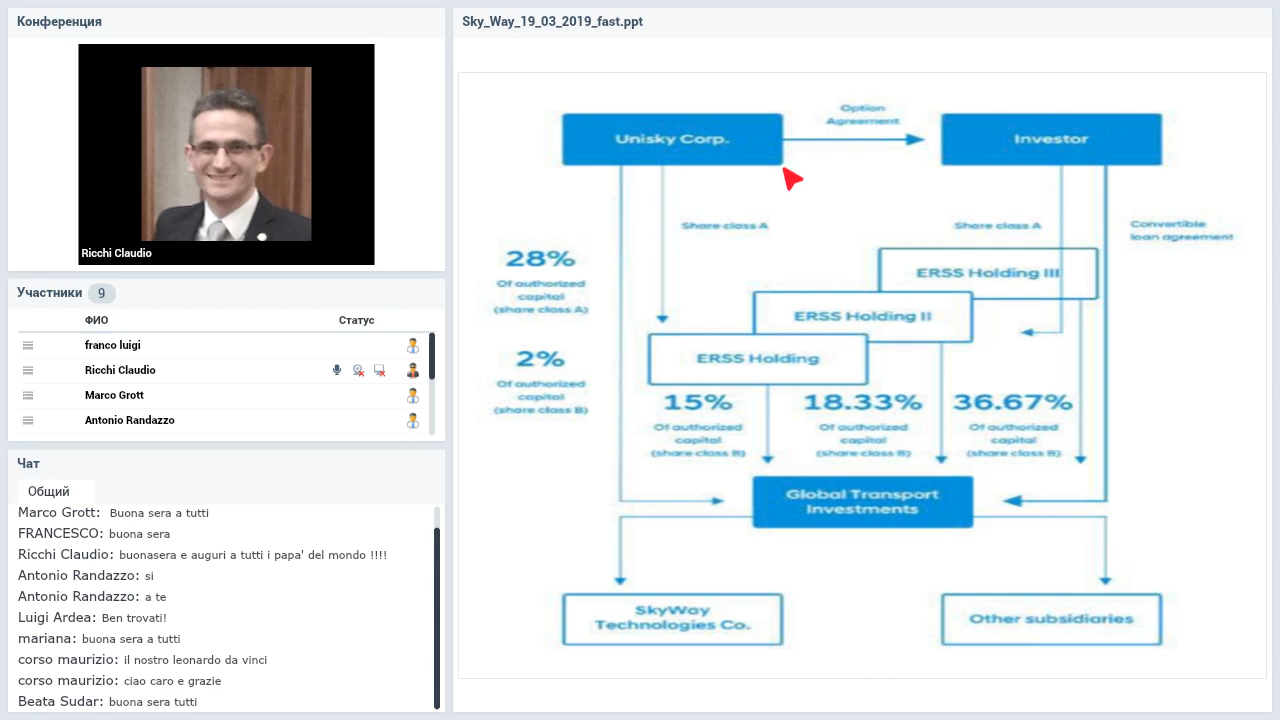 Конференция
Ricchi Claudio
Участники 9
ФИО Статус
franco luigi
Ricchi Claudio
Marco Grott
Antonio Randazzo
Чат
Общий
Marco Grott: Buona sera a tutti
FRANCESCO: buona sera
Ricchi Claudio: buonasera e auguri a tutti i papa' del mondo !!!!
Antonio Randazzo: si
Antonio Randazzo: a te
Luigi Ardea: Ben trovati!
mariana: buona sera a tutti
corso maurizio: il nostro leonardo da vinci
corso maurizio: ciao caro e grazie
Beata Sudar: buona sera tutti
Sky_Way_19_03_2019_fast.ppt
Option
Agreement
Unisky Corp.
Investor
Share class A
Share class A
Convertible
loan agreement
28%
Of authorized
capital
(share class A)
ERSS Holding III
ERSS Holding II
ERSS Holding
2%
Of authorized
capital
(share class B)
15%
Of authorized
capital
(share class B)
18.33%
Of authorized
capital
(share class B)
36.67%
Of authorized
capital
(share class B)
Global Transport
Investments
SkyWay
Technologies Co.
Other subsidiaries